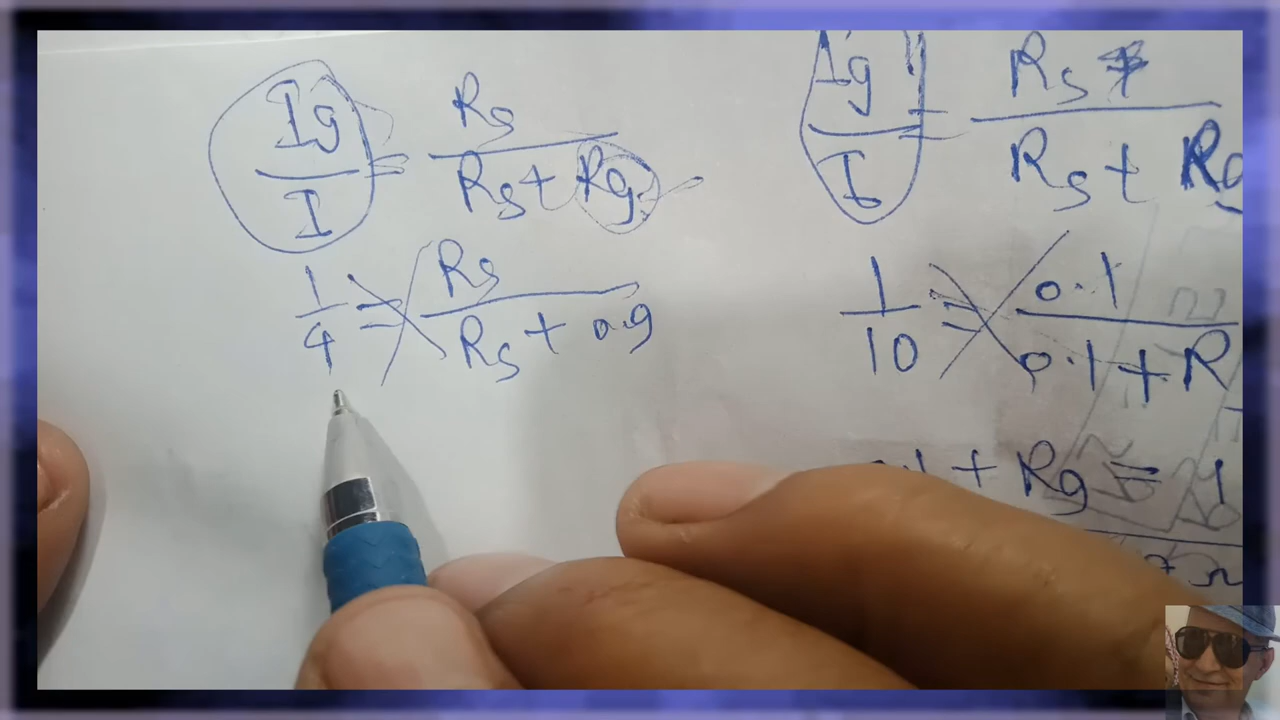 Ig / I = Rs / Rs + Rg
1 / 4 = Rs / Rs + 0.9
Ig / I = Rs / Rs + Rg
1 / 10 = 0.1 / 0.1 + R
+ Rg = 1